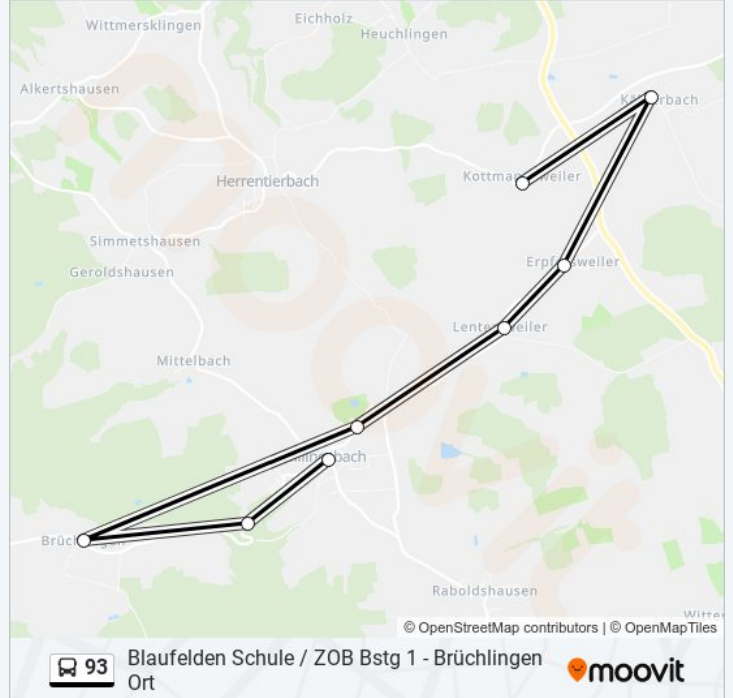 Wittmersklingen
Eichholz
Heuchlingen
Alkertshausen
Herrentierbach
Simmetshausen
Geroldshausen
Mittelbach
Raboldshausen
© OpenStreetMap contributors | © OpenMapTiles
93
Blaufelden Schule / ZOB Bstg 1 - Brüchlingen
Ort
moovit